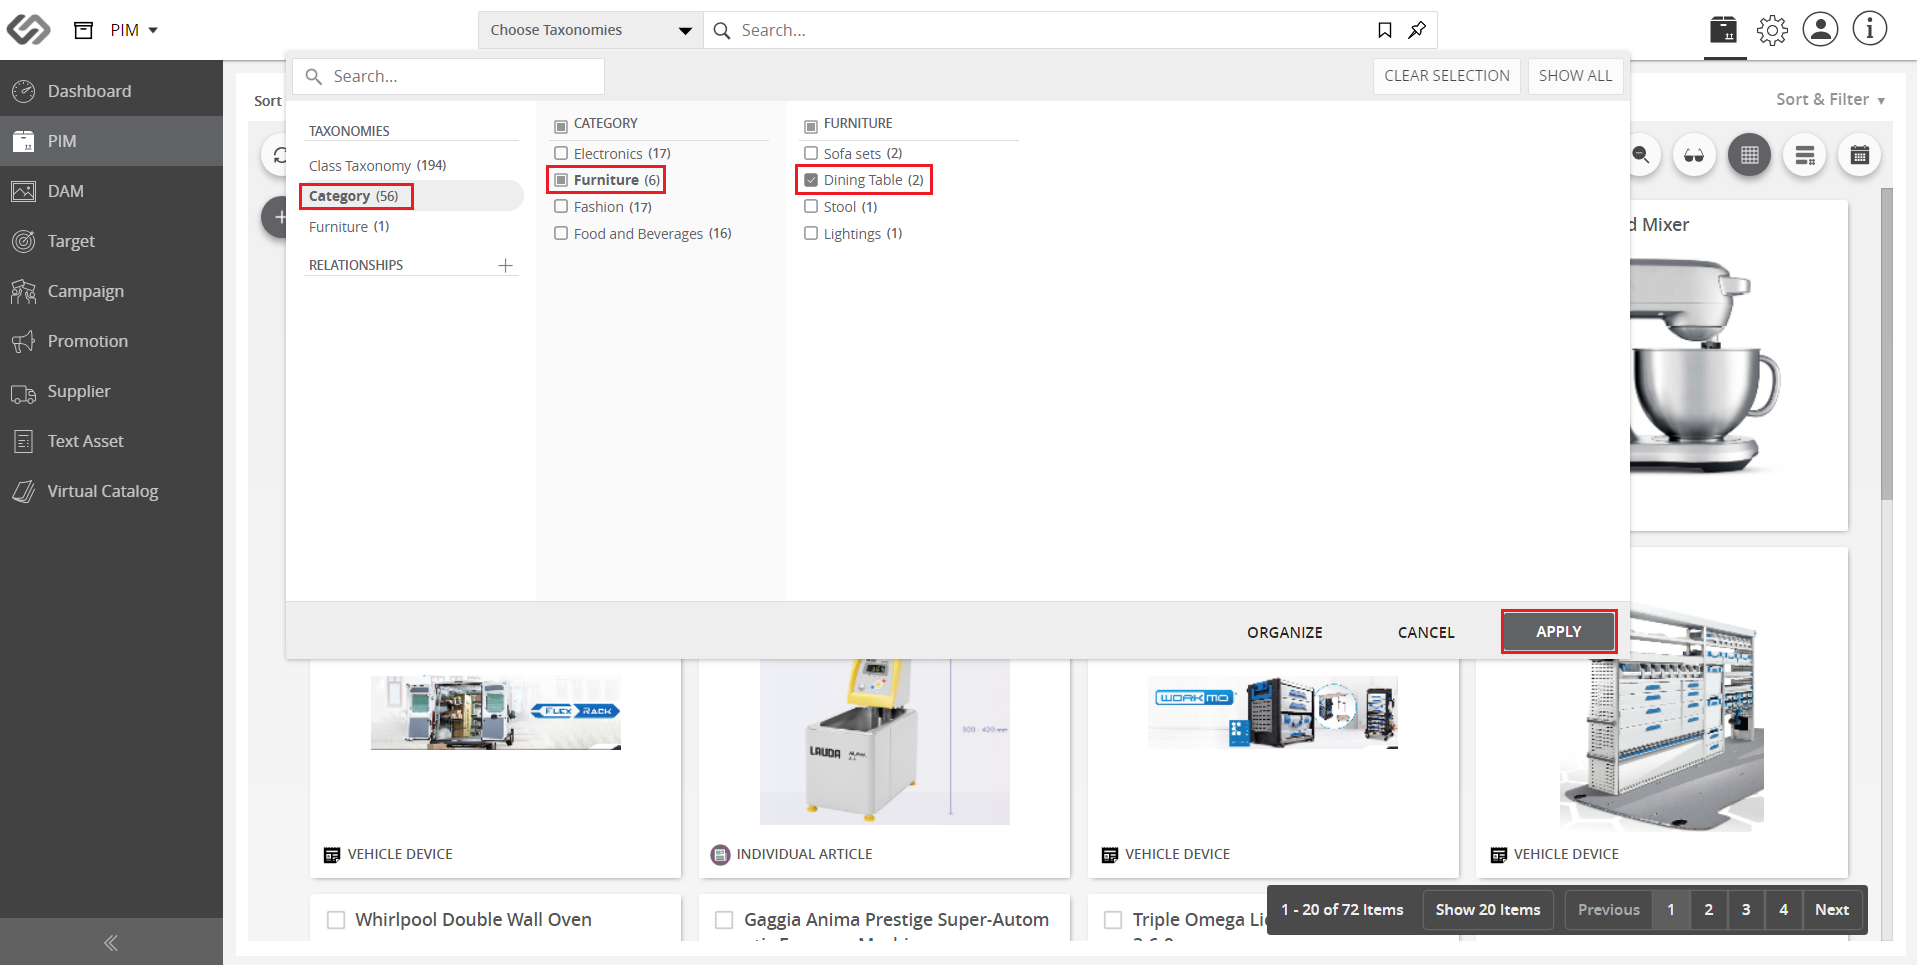 PIM
Choose Taxonomies
Search...
Search...
CLEAR SELECTION
SHOW ALL
Dashboard
PIM
DAM
Target
Campaign
Promotion
Supplier
Text Asset
Virtual Catalog
Sort
Sort & Filter
TAXONOMIES
Class Taxonomy (194)
Category (56)
Furniture (1)
RELATIONSHIPS
CATEGORY
Electronics (17)
Furniture (6)
Fashion (17)
Food and Beverages (16)
FURNITURE
Sofa sets (2)
Dining Table (2)
Stool (1)
Lightings (1)
d Mixer
ORGANIZE
CANCEL
APPLY
FLEX RACK
LAUDA
300 - 420 mm
WORKMO
VEHICLE DEVICE
INDIVIDUAL ARTICLE
VEHICLE DEVICE
VEHICLE DEVICE
Whirlpool Double Wall Oven
Gaggia Anima Prestige Super-Autom
Triple Omega Li
1 - 20 of 72 Items
Show 20 Items
Previous
1
2
3
4
Next